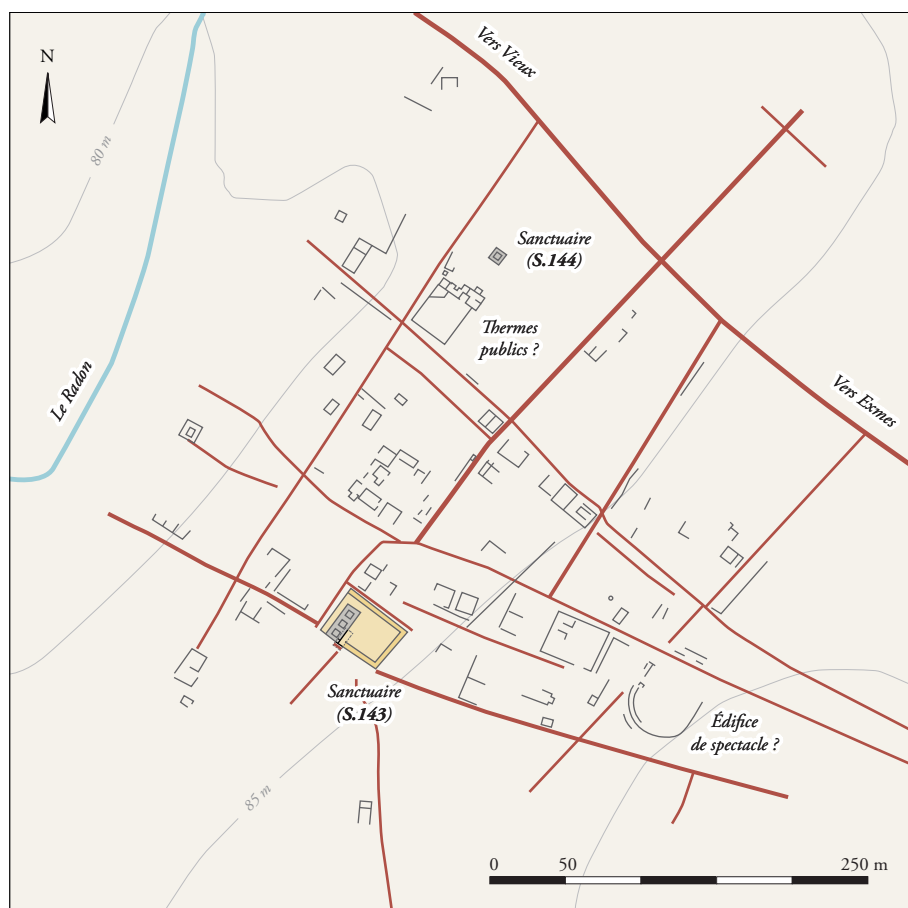 N
Vers Vieux
80 m
Sanctuaire
(S.144)
Thermes
publics ?
Le Radon
Vers Exmes
Sanctuaire
(S.143)
Édifice
de spectacle ?
85 m
0 50 250 m